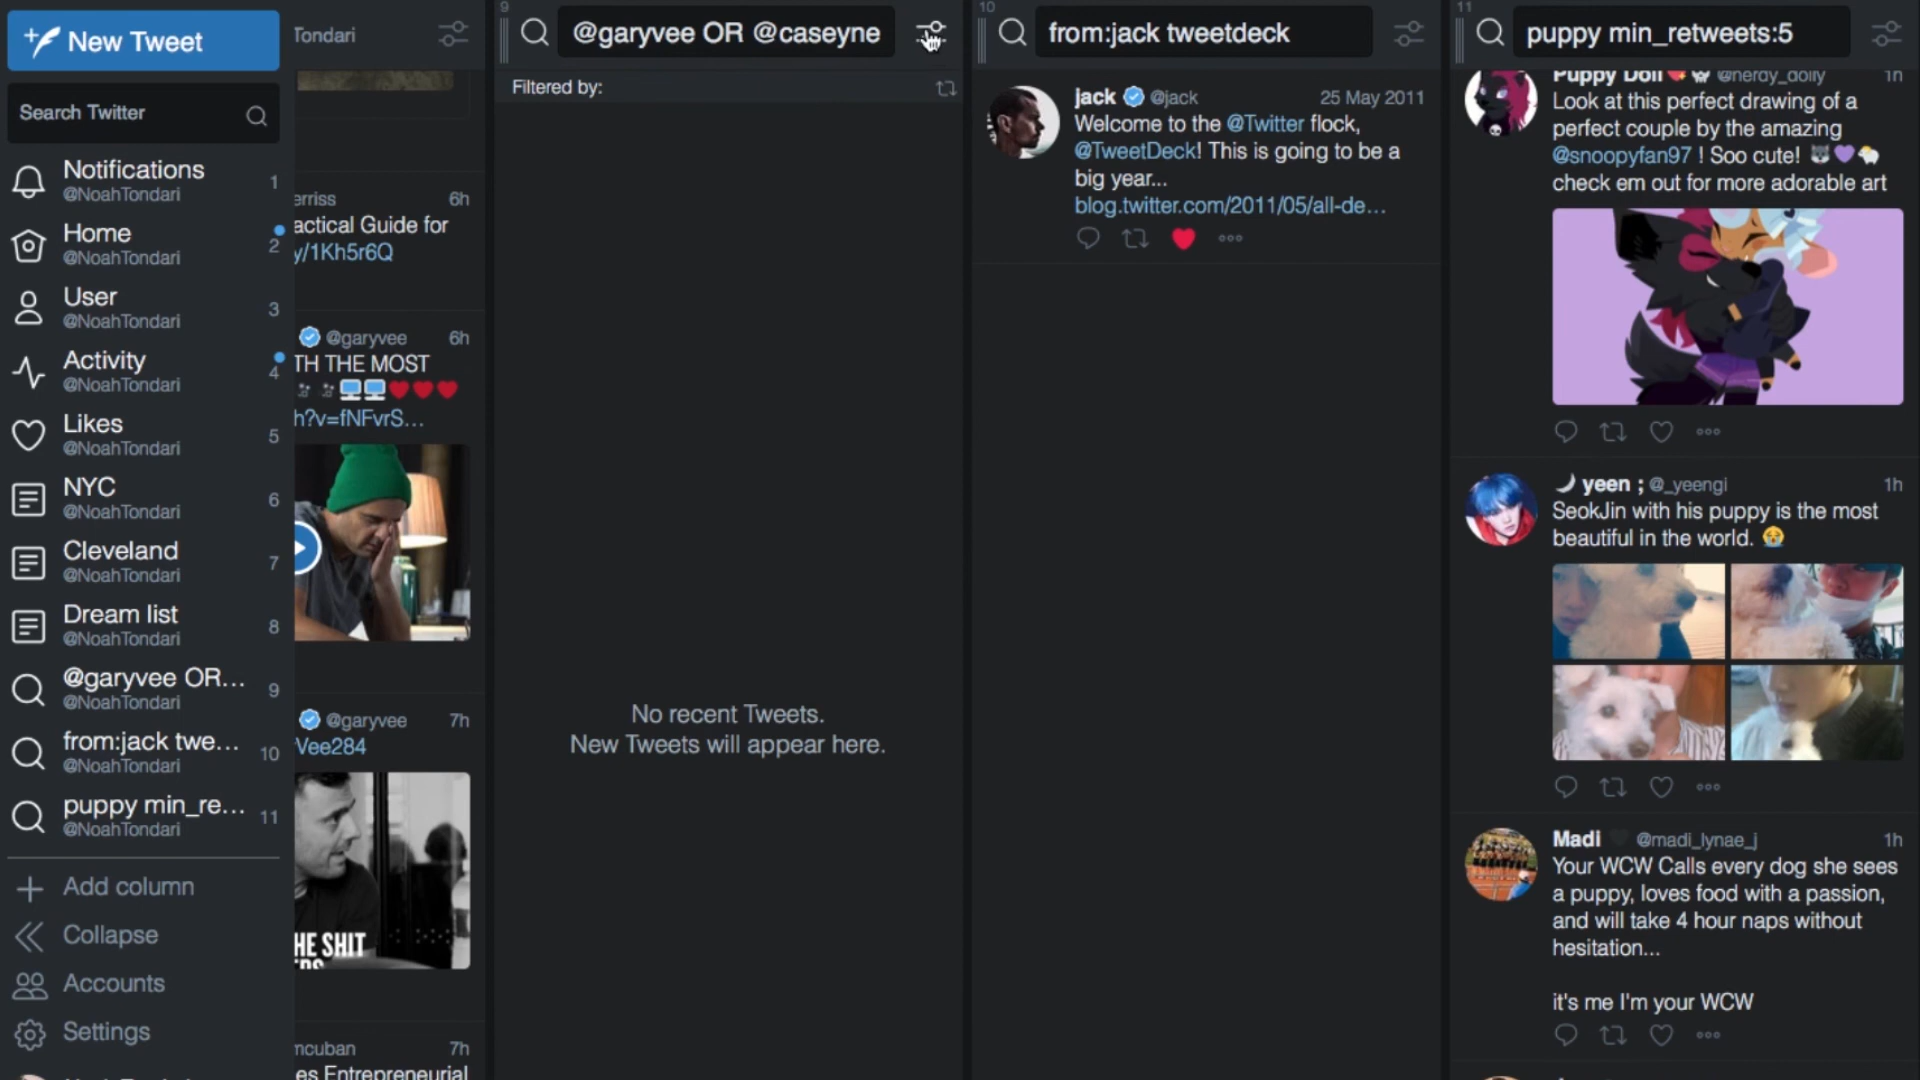 New Tweet
Search Twitter
Notifications
@NoahTondari
1
Home
@NoahTondari
2
User
@NoahTondari
3
Activity
@NoahTondari
4
Likes
@NoahTondari
5
NYC
@NoahTondari
6
Cleveland
@NoahTondari
7
Dream list
@NoahTondari
8
@garyvee OR...
@NoahTondari
9
from:jack twe...
@NoahTondari
10
puppy min_re...
@NoahTondari
11
Add column
Collapse
Accounts
Settings
Tondari
erriss 6h
actical Guide for
y/1Kh5r6Q
@garyvee 6h
TH THE MOST
h?v=fNFvrS...
@garyvee 7h
Vee284
HE SHIT
mcuban 7h
es Entrepreneurial
9
@garyvee OR @caseyne
Filtered by:
No recent Tweets.
New Tweets will appear here.
10
from:jack tweetdeck
jack @jack 25 May 2011
Welcome to the @Twitter flock,
@TweetDeck! This is going to be a
big year...
blog.twitter.com/2011/05/all-de...
11
puppy min_retweets:5
Puppy Doll @nerdy_dolly 1h
Look at this perfect drawing of a
perfect couple by the amazing
@snoopyfan97 ! Soo cute!
check em out for more adorable art
yeen ; @_yeengi 1h
SeokJin with his puppy is the most
beautiful in the world.
Madi @madi_lynae_j 1h
Your WCW Calls every dog she sees
a puppy, loves food with a passion,
and will take 4 hour naps without
hesitation...
it's me I'm your WCW